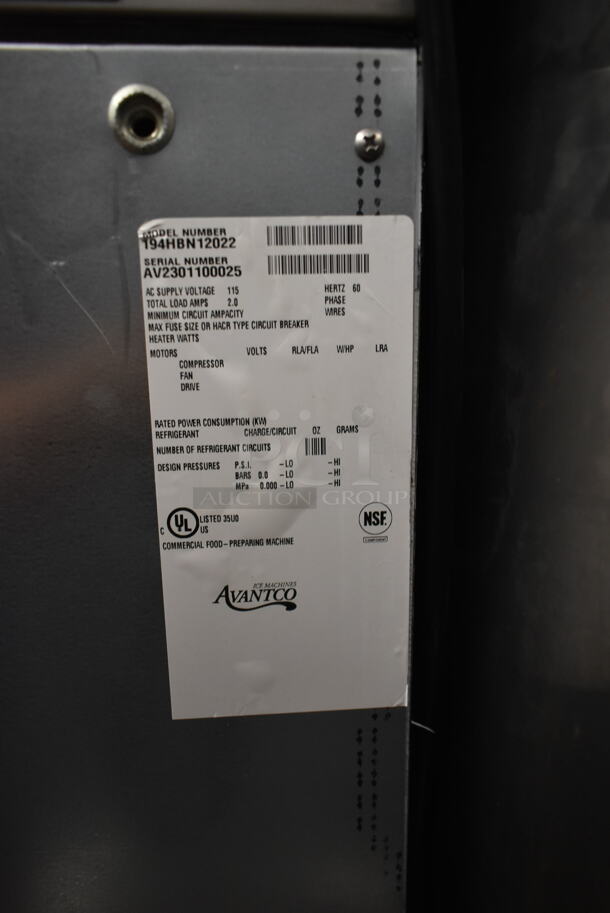 MODEL NUMBER
194HBN12022
SERIAL NUMBER
AV2301100025
AC SUPPLY VOLTAGE 115 HERTZ 60
TOTAL LOAD AMPS 2.0 PHASE
MINIMUM CIRCUIT AMPACITY WIRES
MAX FUSE SIZE OR HACR TYPE CIRCUIT BREAKER
HEATER WATTS
MOTORS VOLTS RLA/FLA W/HP LRA
COMPRESSOR
FAN
DRIVE
RATED POWER CONSUMPTION (KW)
REFRIGERANT CHARGE/CIRCUIT OZ GRAMS
NUMBER OF REFRIGERANT CIRCUITS
DESIGN PRESSURES P.S.I. -LO -HI
BARS 0.0 -LO -HI
MPa 0.000 -LO -HI
pci
AUCTION GROUP
C UL US LISTED 35U0
NSF
COMPONENT
COMMERCIAL FOOD-PREPARING MACHINE
ICE MACHINES
AVANTCO